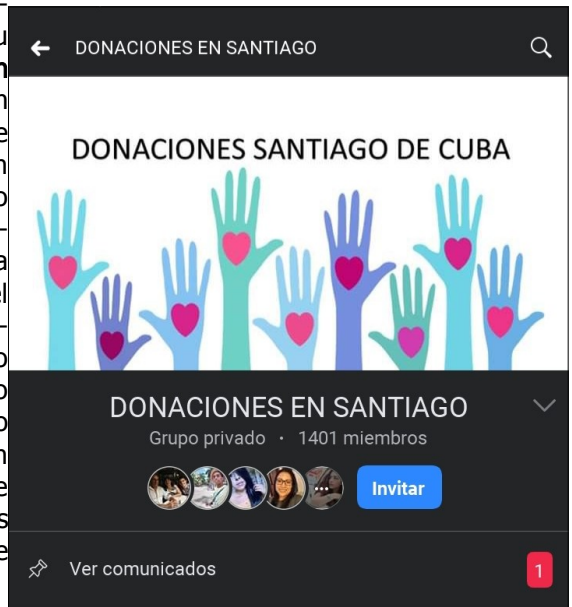 DONACIONES EN SANTIAGO
DONACIONES SANTIAGO DE CUBA
DONACIONES EN SANTIAGO
Grupo privado · 1401 miembros
Invitar
Ver comunicados
1